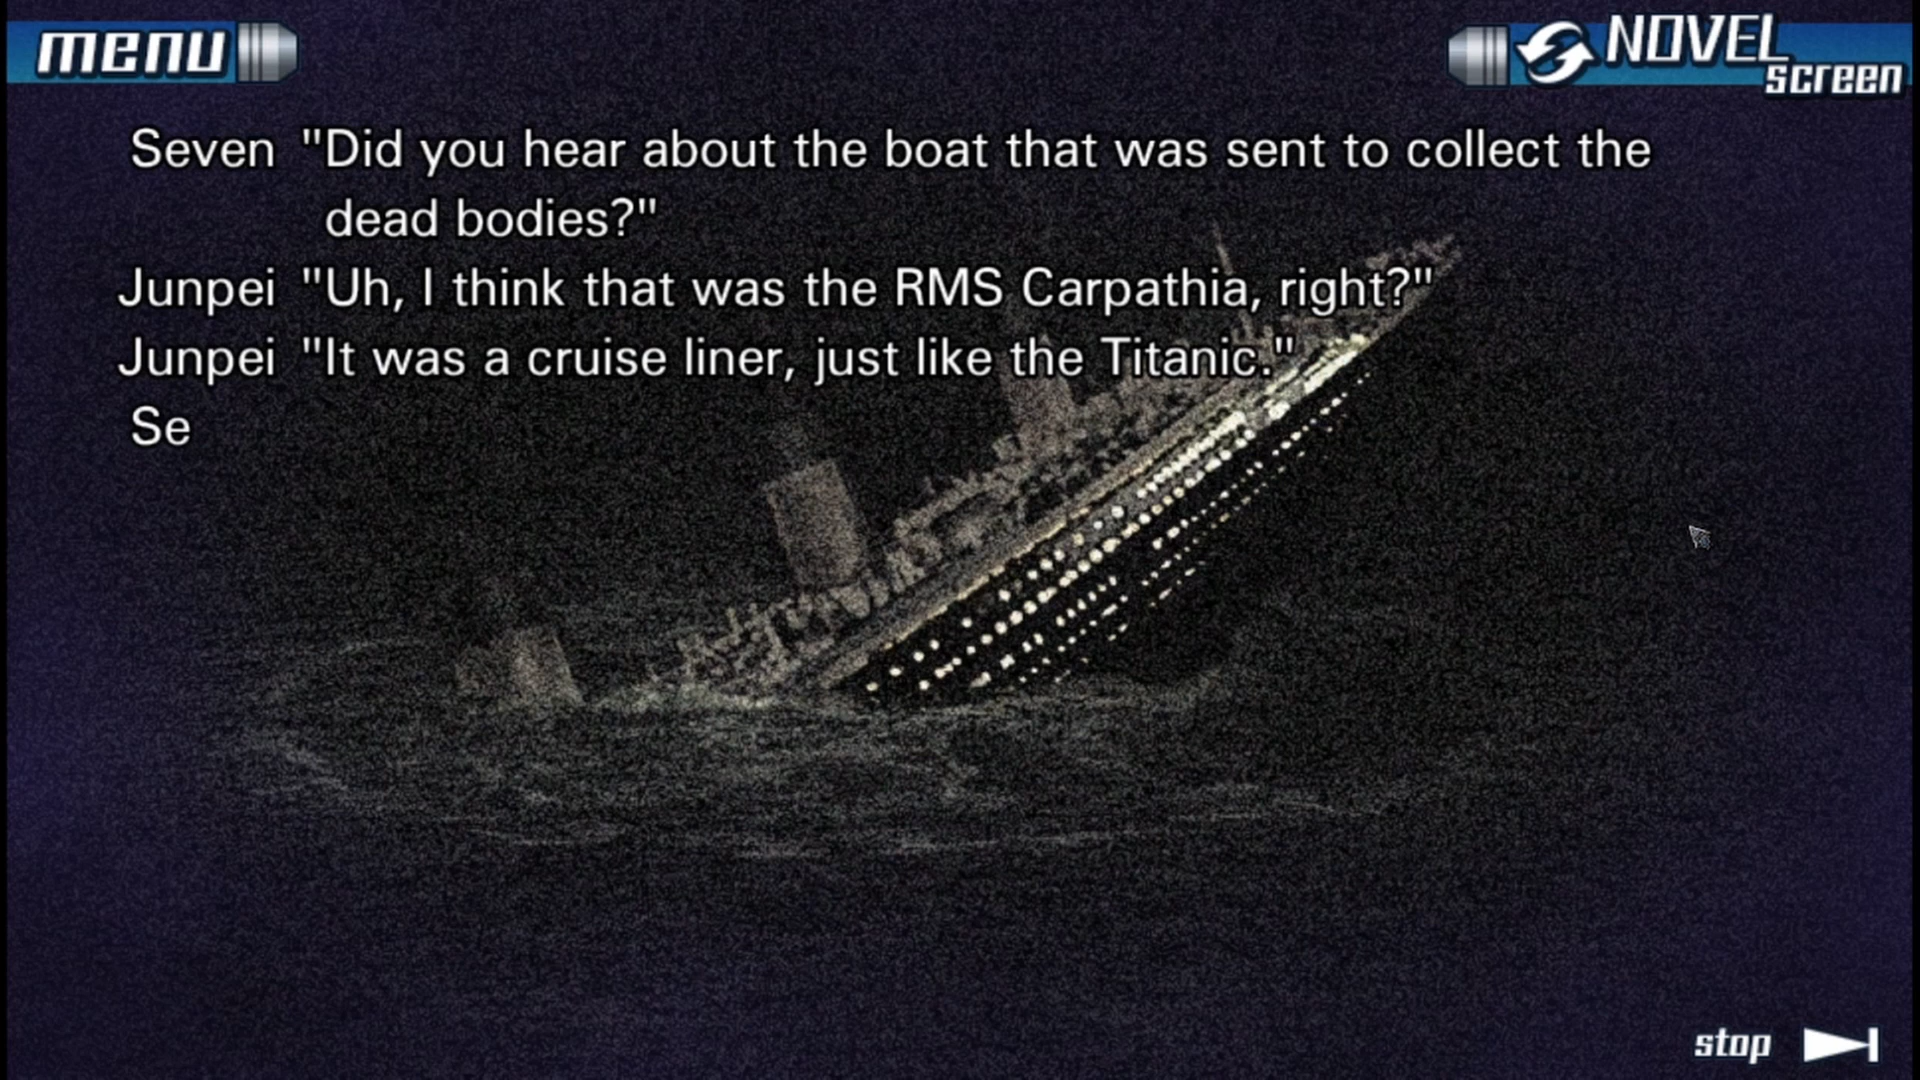 menu
NOVEL
screen
Seven "Did you hear about the boat that was sent to collect the
dead bodies?"
Junpei "Uh, I think that was the RMS Carpathia, right?"
Junpei "It was a cruise liner, just like the Titanic."
Se
stop